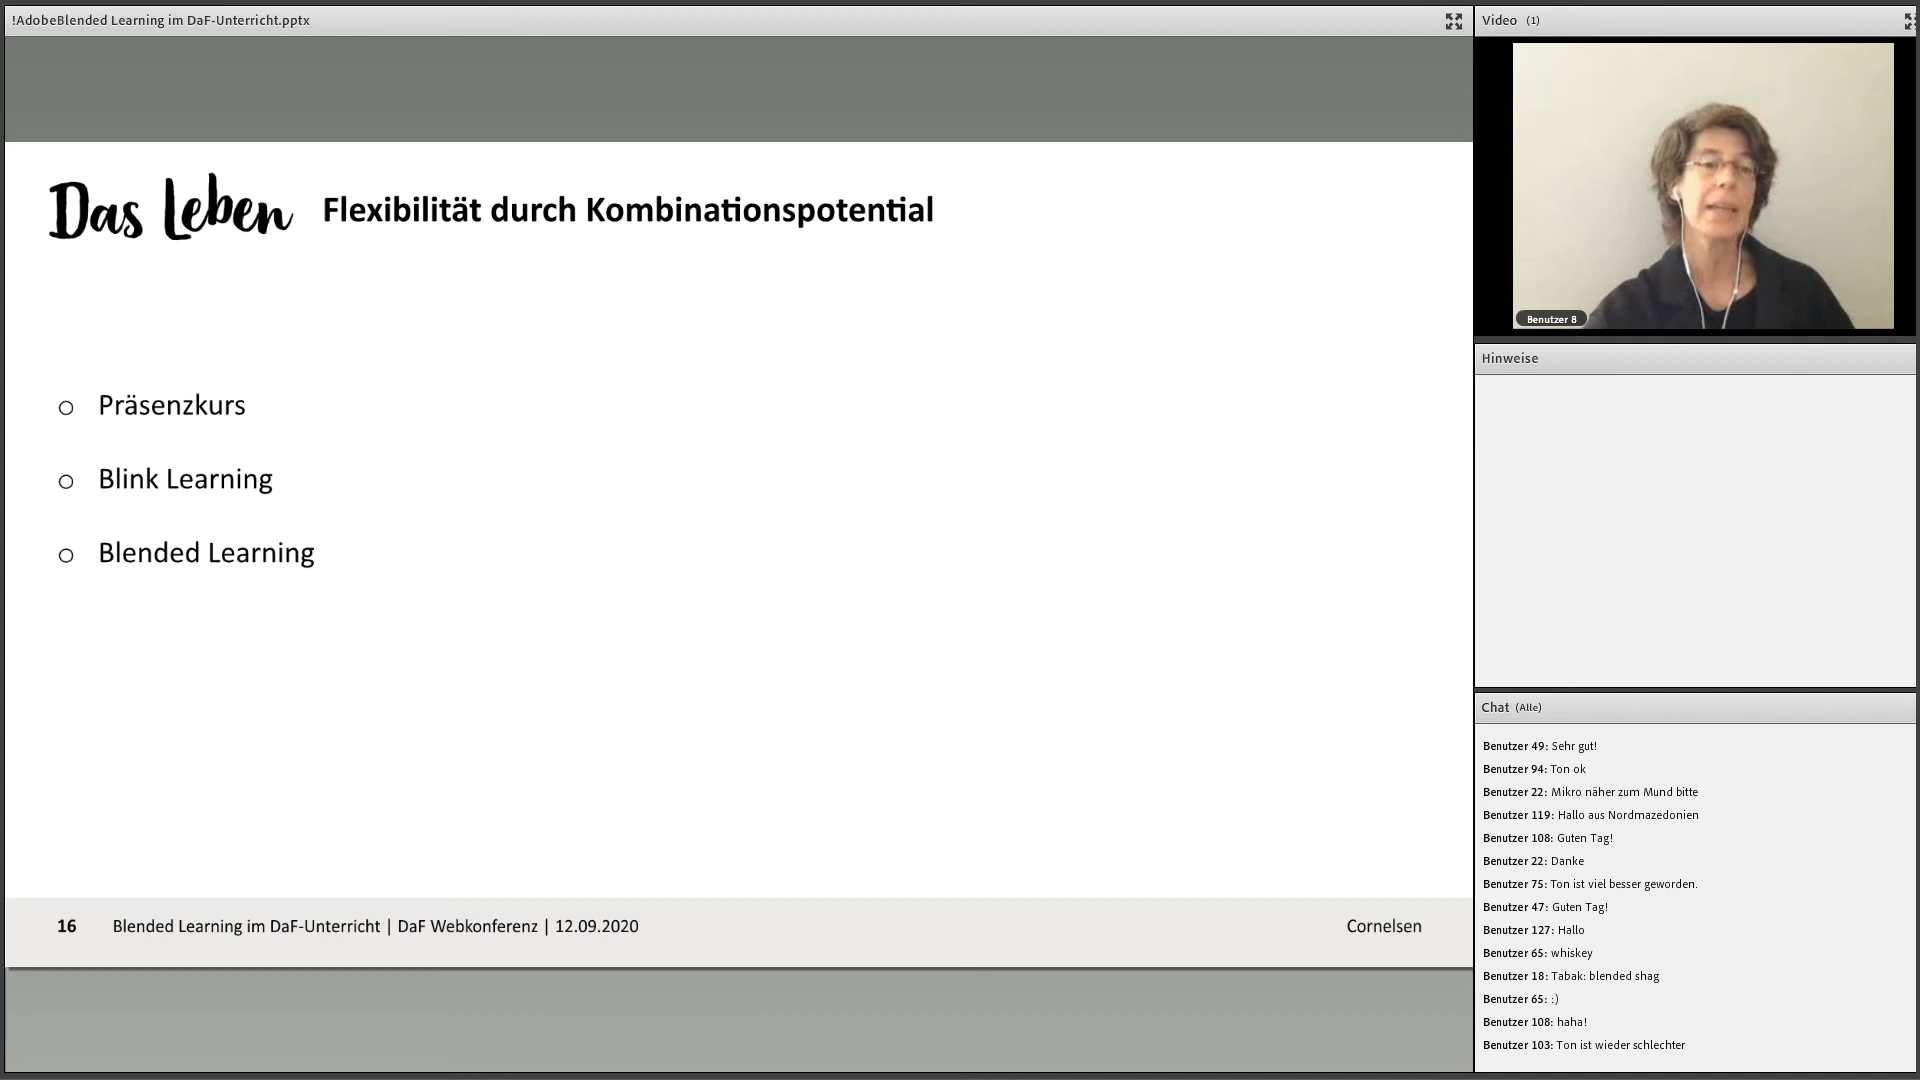 !AdobeBlended Learning im DaF-Unterricht.pptx
Das Leben Flexibilität durch Kombinationspotential
o Präsenzkurs
o Blink Learning
o Blended Learning
16 Blended Learning im DaF-Unterricht | DaF Webkonferenz | 12.09.2020 Cornelsen
Video (1)
Benutzer 8
Hinweise
Chat (Alle)
Benutzer 49: Sehr gut!
Benutzer 94: Ton ok
Benutzer 22: Mikro näher zum Mund bitte
Benutzer 119: Hallo aus Nordmazedonien
Benutzer 108: Guten Tag!
Benutzer 22: Danke
Benutzer 75: Ton ist viel besser geworden.
Benutzer 47: Guten Tag!
Benutzer 127: Hallo
Benutzer 65: whiskey
Benutzer 18: Tabak: blended shag
Benutzer 65: :)
Benutzer 108: haha!
Benutzer 103: Ton ist wieder schlechter